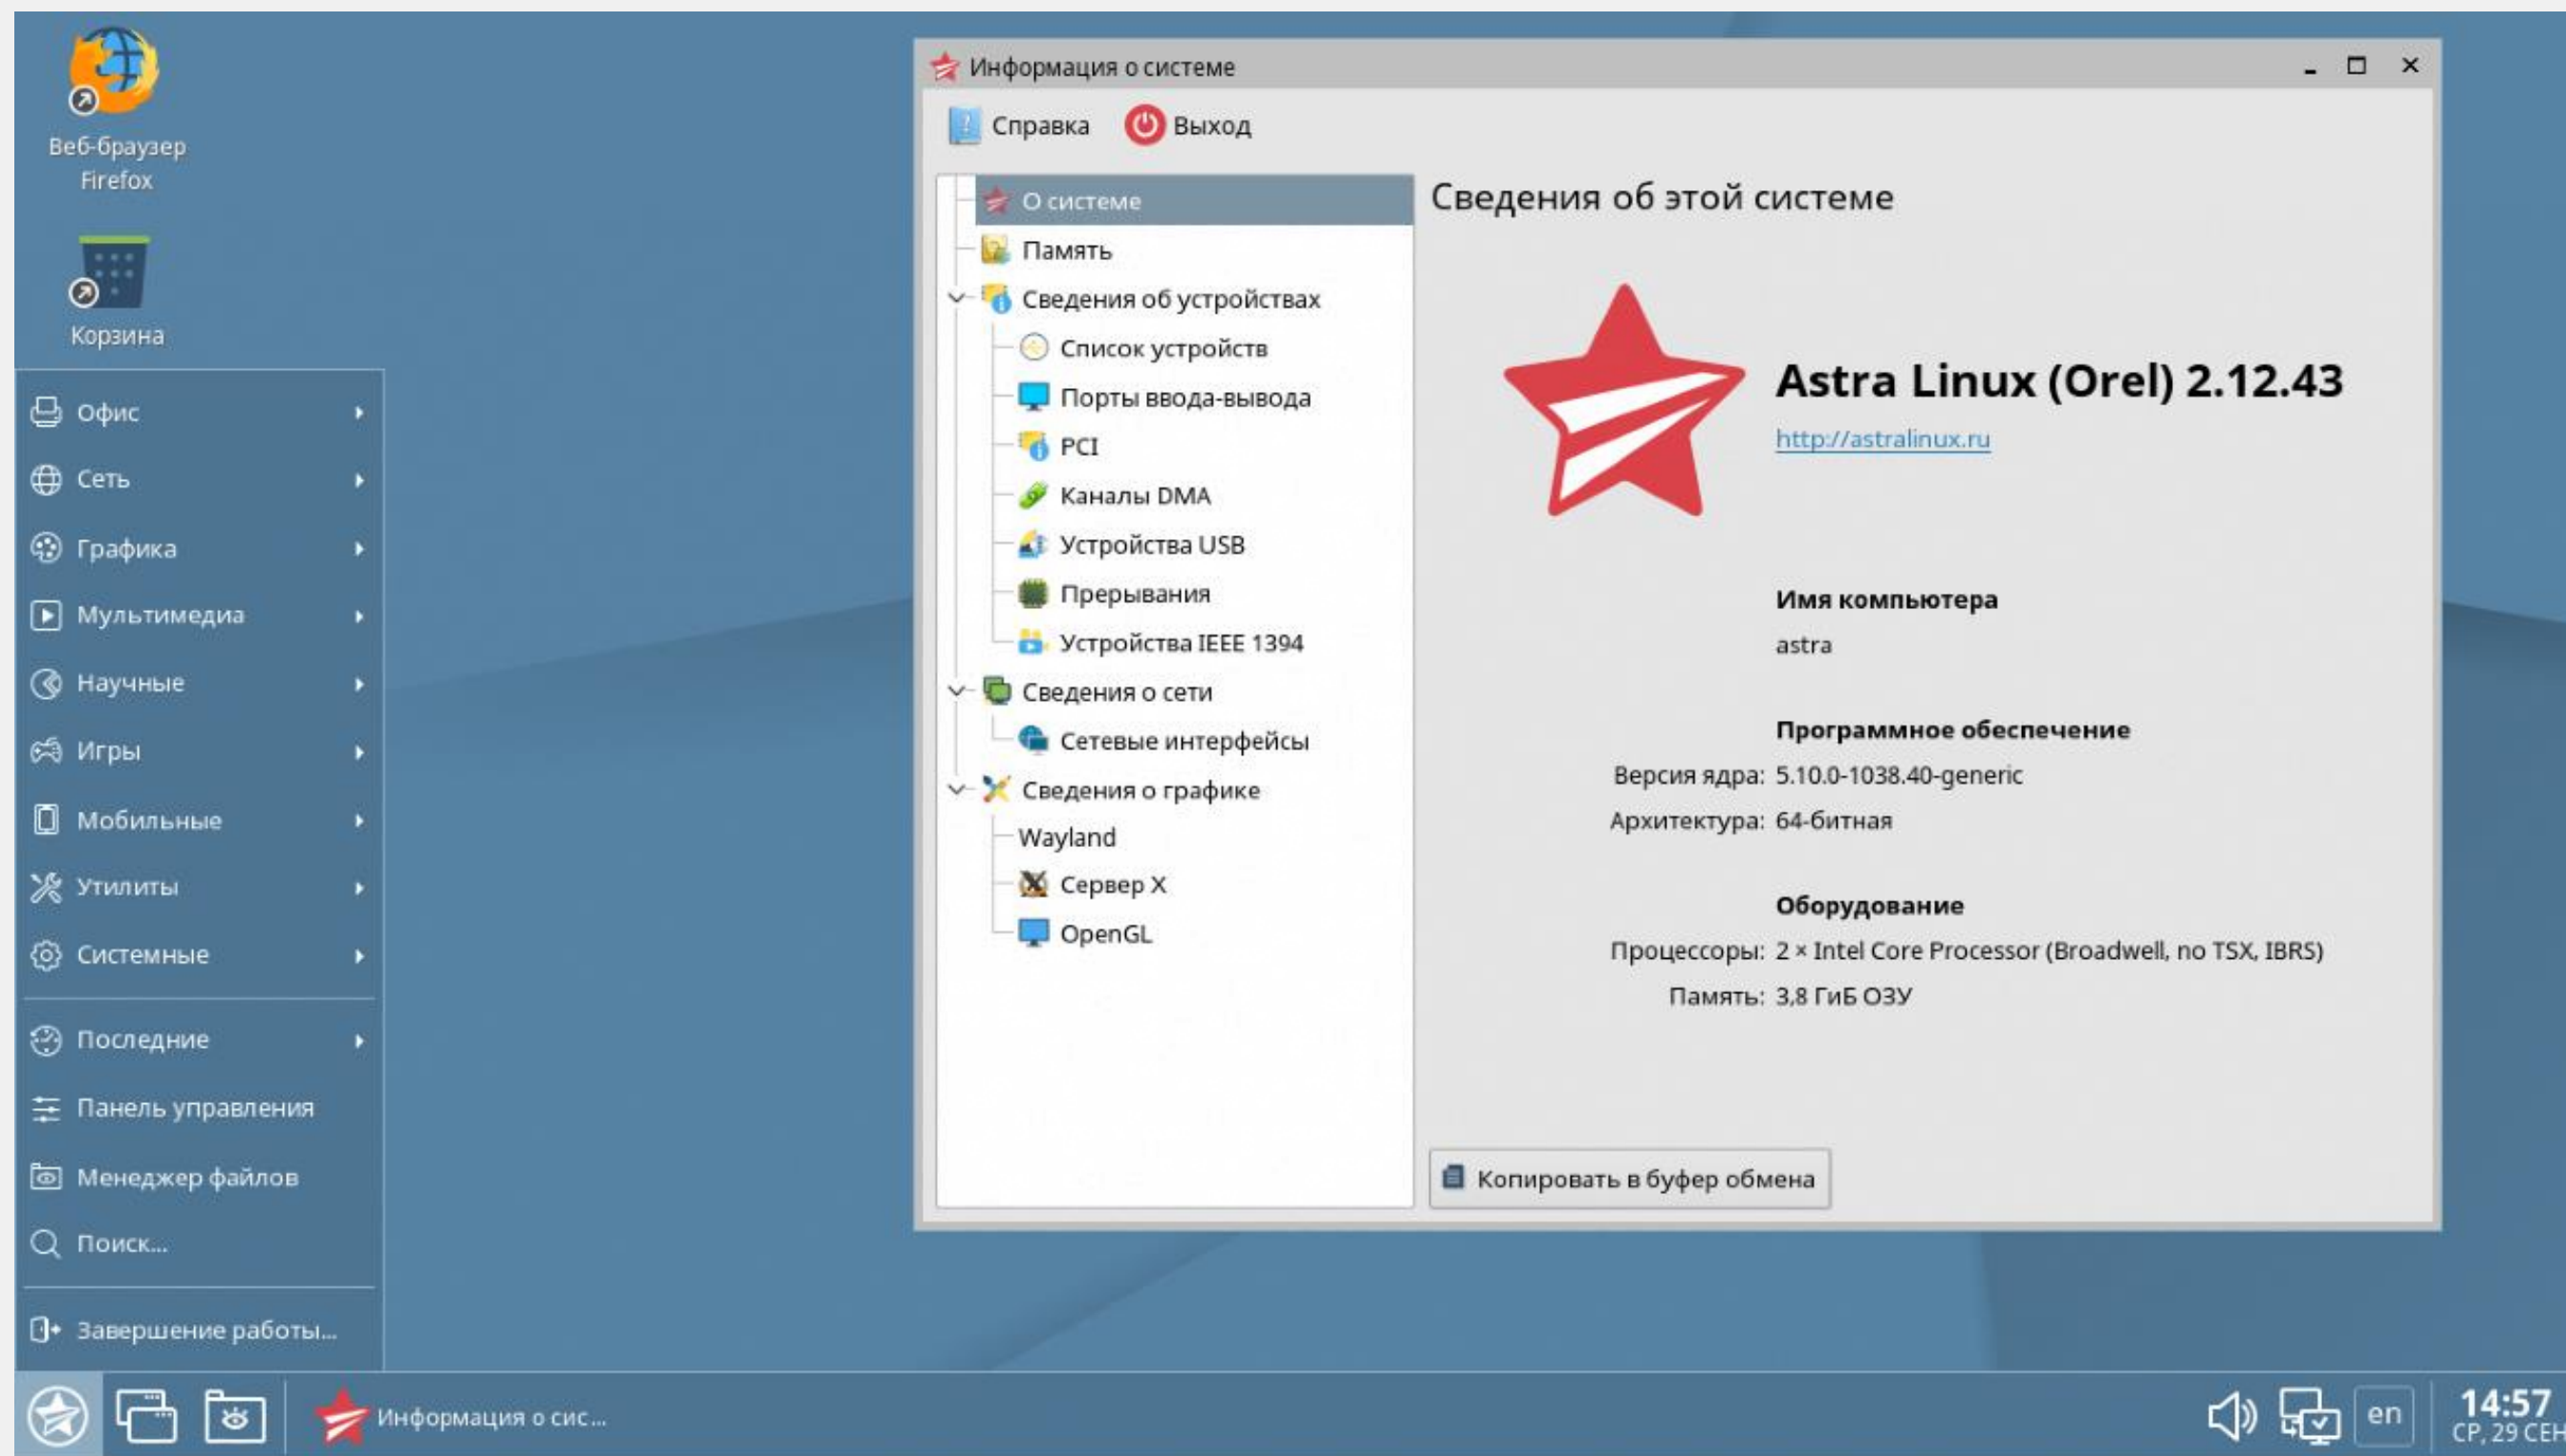 Веб-браузер
Firefox
Корзина
Офис
Сеть
Графика
Мультимедиа
Научные
Игры
Мобильные
Утилиты
Системные
Последние
Панель управления
Менеджер файлов
Поиск...
Завершение работы...
Информация о системе
Справка
Выход
О системе
Память
Сведения об устройствах
Список устройств
Порты ввода-вывода
PCI
Каналы DMA
Устройства USB
Прерывания
Устройства IEEE 1394
Сведения о сети
Сетевые интерфейсы
Сведения о графике
Wayland
Сервер X
OpenGL
Сведения об этой системе
Astra Linux (Orel) 2.12.43
http://astralinux.ru
Имя компьютера
astra
Программное обеспечение
Версия ядра: 5.10.0-1038.40-generic
Архитектура: 64-битная
Оборудование
Процессоры: 2 × Intel Core Processor (Broadwell, no TSX, IBRS)
Память: 3,8 ГиБ ОЗУ
Копировать в буфер обмена
Информация о сис...
en
14:57
СР, 29 СЕН